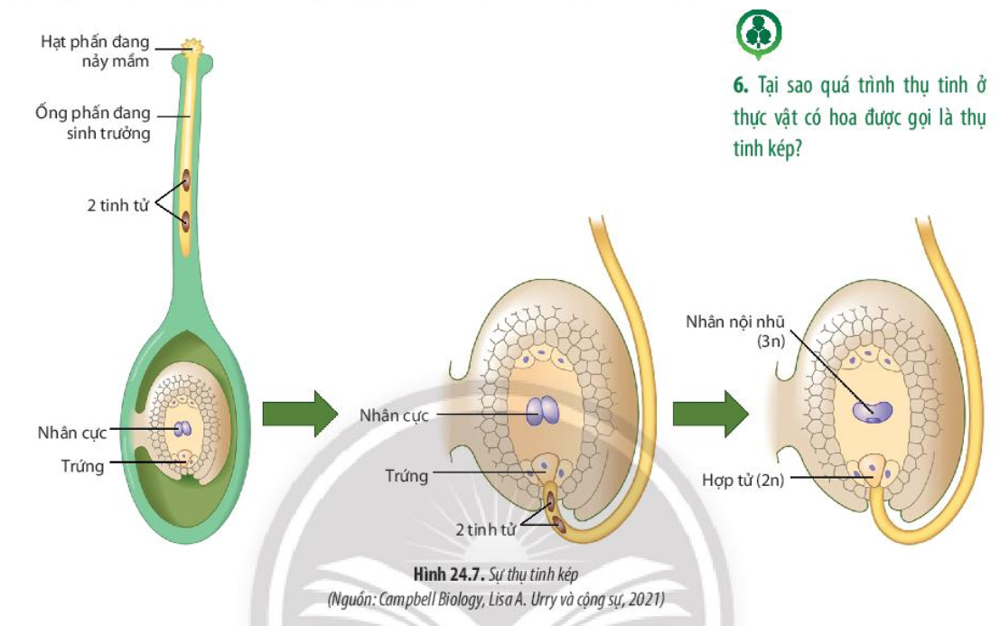 Hạt phấn đang
nảy mầm
Ống phấn đang
sinh trưởng
2 tinh tử
Nhân cực
Trứng
6. Tại sao quá trình thụ tinh ở
thực vật có hoa được gọi là thụ
tinh kép?
Nhân cực
Trứng
2 tinh tử
Nhân nội nhũ
(3n)
Hợp tử (2n)
Hình 24.7. Sự thụ tinh kép
(Nguồn: Campbell Biology, Lisa A. Urry và cộng sự, 2021)